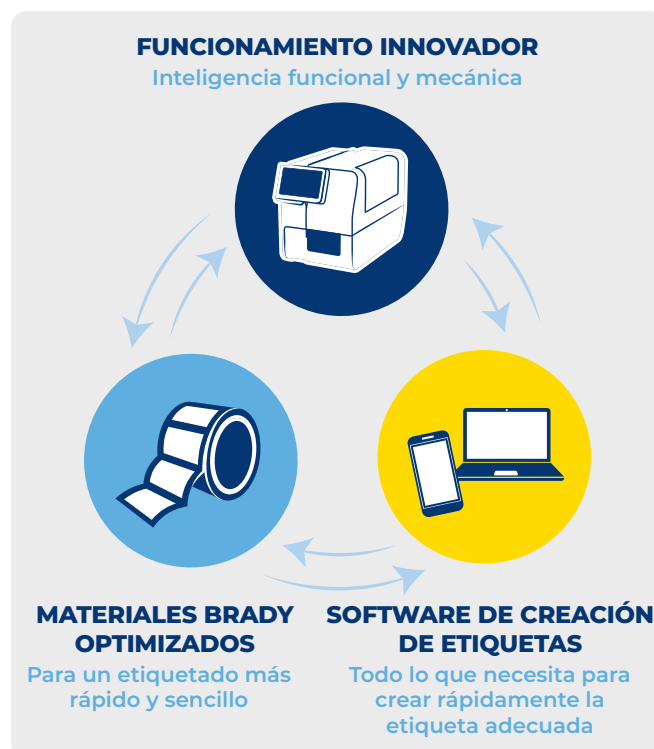 FUNCIONAMIENTO INNOVADOR
Inteligencia funcional y mecánica
MATERIALES BRADY
OPTIMIZADOS
Para un etiquetado más
rápido y sencillo
SOFTWARE DE CREACIÓN
DE ETIQUETAS
Todo lo que necesita para
crear rápidamente la
etiqueta adecuada